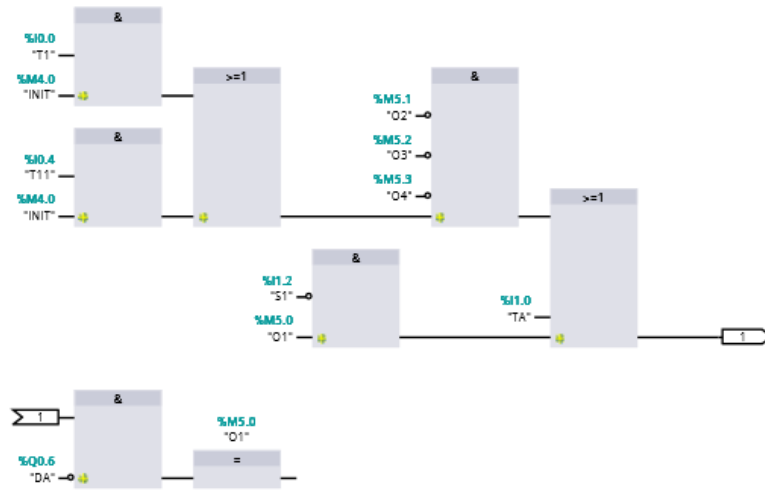 &
%I0.0
"T1"
%M4.0
"INIT"
>=1
&
%M5.1
"O2"
%M5.2
"O3"
%M5.3
"O4"
&
%I0.4
"T11"
%M4.0
"INIT"
>=1
&
%I1.2
"S1"
%M5.0
"O1"
%I1.0
"TA"
1
&
1
%Q0.6
"DA"
%M5.0
"O1"
=